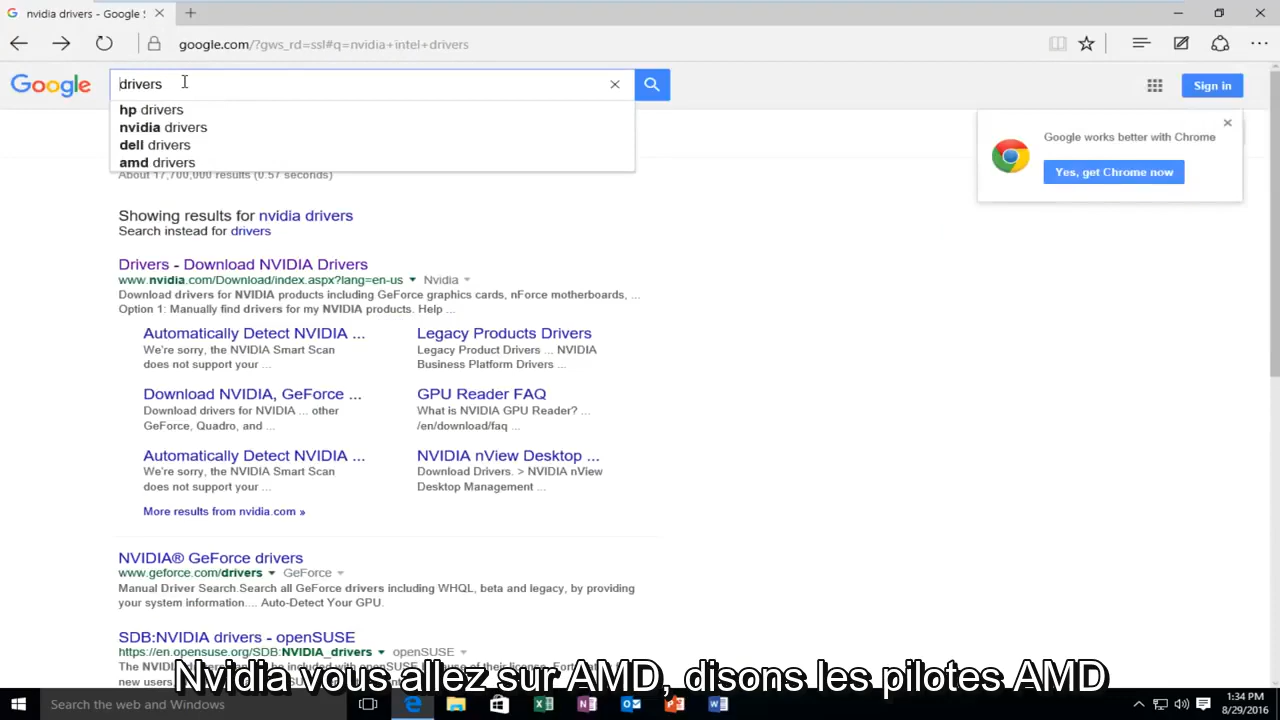 nvidia drivers - Google S
google.com/?gws_rd=ssl#q=nvidia+intel+drivers
Google
drivers
Sign in
hp drivers
nvidia drivers
dell drivers
amd drivers
Google works better with Chrome
Yes, get Chrome now
About 17,700,000 results (0.57 seconds)
Showing results for nvidia drivers
Search instead for drivers
Drivers - Download NVIDIA Drivers
www.nvidia.com/Download/index.aspx?lang=en-us Nvidia
Download drivers for NVIDIA products including GeForce graphics cards, nForce motherboards, ...
Option 1: Manually find drivers for my NVIDIA products. Help ...
Automatically Detect NVIDIA ...
We're sorry, the NVIDIA Smart Scan
does not support your ...
Legacy Products Drivers
Legacy Product Drivers ... NVIDIA
Business Platform Drivers ...
Download NVIDIA, GeForce ...
Download drivers for NVIDIA ... other
GeForce, Quadro, and ...
GPU Reader FAQ
What is NVIDIA GPU Reader? ...
/en/download/faq ...
Automatically Detect NVIDIA ...
We're sorry, the NVIDIA Smart Scan
does not support your ...
NVIDIA nView Desktop ...
Download Drivers. > NVIDIA nView
Desktop Management ...
More results from nvidia.com »
NVIDIA® GeForce drivers
www.geforce.com/drivers GeForce
Manual Driver Search.Search all GeForce drivers including WHQL, beta and legacy, by providing
your system information.... Auto-Detect Your GPU.
SDB:NVIDIA drivers - openSUSE
https://en.opensuse.org/SDB:NVIDIA_drivers openSUSE
The NVIDIA be included with openSUSE because of their license.
Nvidia vous allez sur AMD, disons les pilotes AMD
Search the web and Windows
1:34 PM
8/29/2016